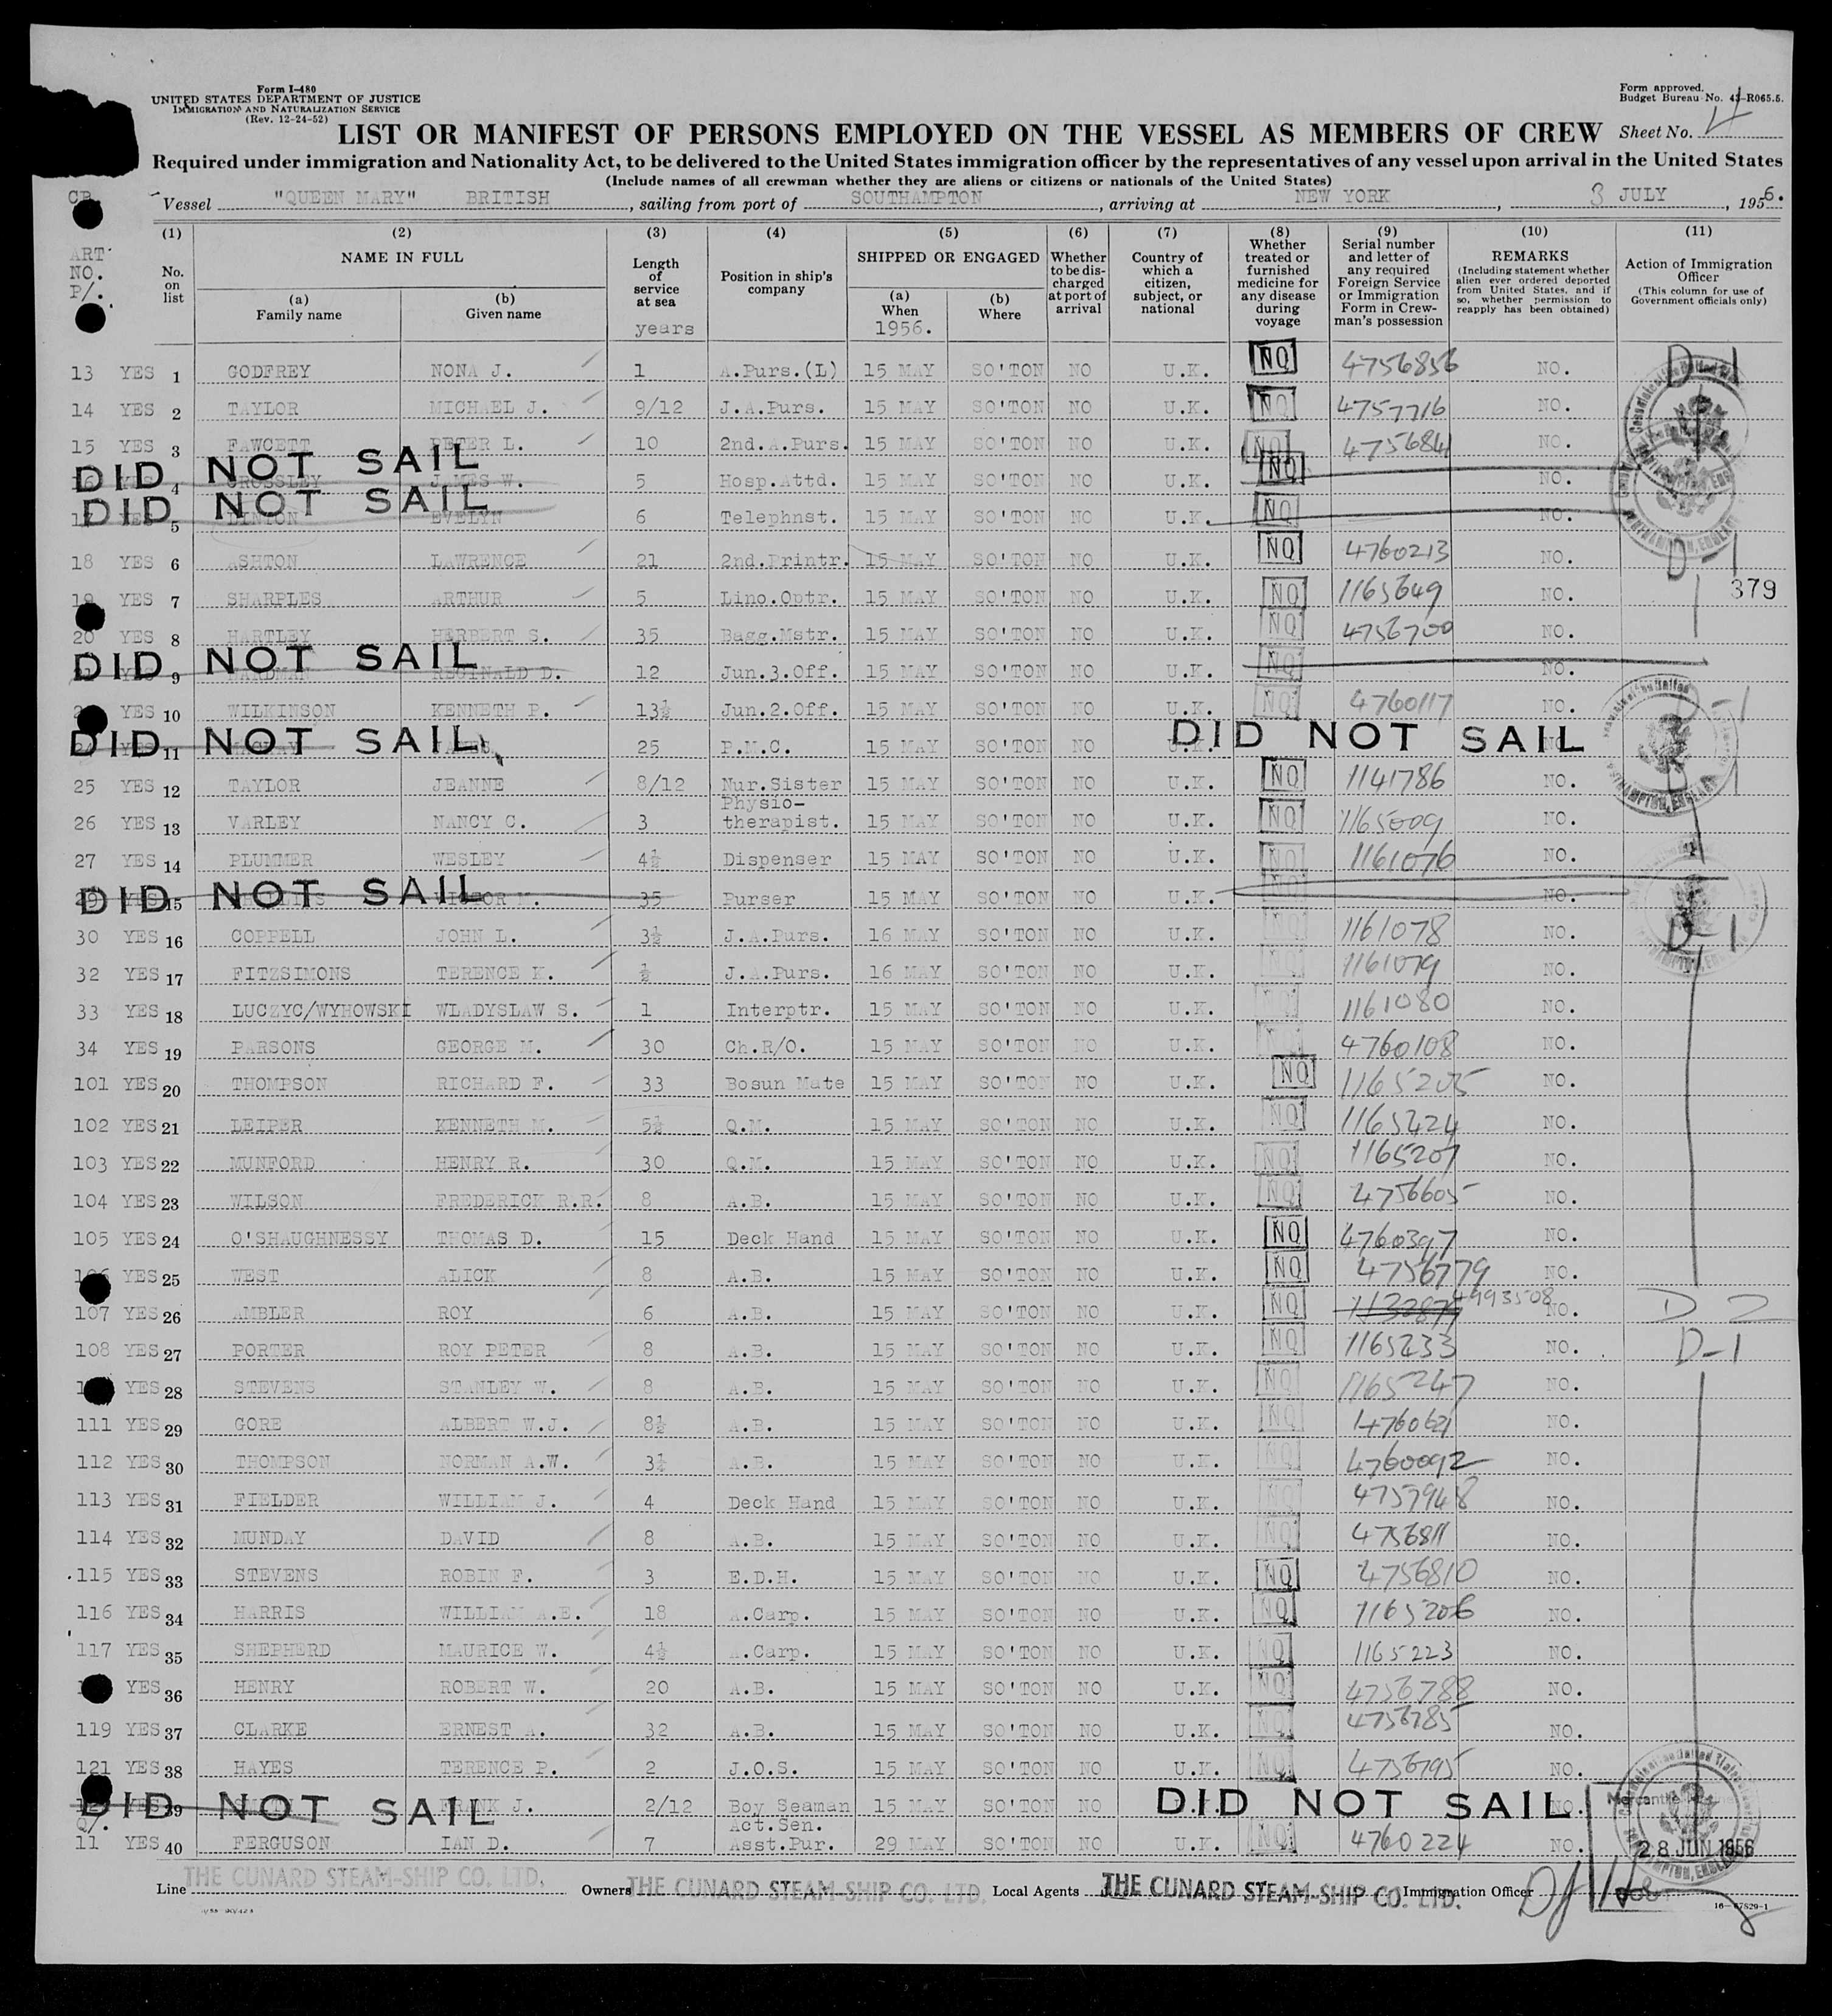 Form I-480
UNITED STATES DEPARTMENT OF JUSTICE
IMMIGRATION AND NATURALIZATION SERVICE
(Rev. 12-24-52)
Form approved.
Budget Bureau No. 43-R065.5.
LIST OR MANIFEST OF PERSONS EMPLOYED ON THE VESSEL AS MEMBERS OF CREW Sheet No. 4
Required under immigration and Nationality Act, to be delivered to the United States immigration officer by the representatives of any vessel upon arrival in the United States
(Include names of all crewman whether they are aliens or citizens or nationals of the United States)
Vessel "QUEEN MARY" BRITISH, sailing from port of SOUTHAMPTON, arriving at NEW YORK, 3 JULY, 1956.
ART NO. P/.
(1) No. on list
(2) NAME IN FULL (a) Family name (b) Given name
(3) Length of service at sea years
(4) Position in ship's company
(5) SHIPPED OR ENGAGED (a) When 1956. (b) Where
(6) Whether to be discharged at port of arrival
(7) Country of which a citizen, subject, or national
(8) Whether treated or furnished medicine for any disease during voyage
(9) Serial number and letter of any required Foreign Service or Immigration Form in Crewman's possession
(10) REMARKS (Including statement whether alien ever ordered deported from United States, and if so, whether permission to reapply has been obtained)
(11) Action of Immigration Officer (This column for use of Government officials only)
13 YES 1 GODFREY NONA J. 1 A.Purs.(L) 15 MAY SO'TON NO U.K. NO 4756856 NO. D-1
14 YES 2 TAYLOR MICHAEL J. 9/12 J.A.Purs. 15 MAY SO'TON NO U.K. NO 4757716 NO.
15 YES 3 FAWCETT PETER L. 10 2nd.A.Purs. 15 MAY SO'TON NO U.K. NO 4756841 NO.
DID NOT SAIL 4 CROSSLEY JAMES W. 5 Hosp.Attd. 15 MAY SO'TON NO U.K. NO NO.
DID NOT SAIL 5 LINTON EVELYN 6 Telephnst. 15 MAY SO'TON NO U.K. NO NO.
18 YES 6 ASHTON LAWRENCE 21 2nd.Printr. 15 MAY SO'TON NO U.K. NO 4760213 NO. D-1
19 YES 7 SHARPLES ARTHUR 5 Lino.Optr. 15 MAY SO'TON NO U.K. NO 1165649 NO. 379
20 YES 8 HARTLEY HERBERT S. 35 Bagg.Mstr. 15 MAY SO'TON NO U.K. NO 4756700 NO.
DID NOT SAIL 9 REGINALD D. 12 Jun.3.Off. 15 MAY SO'TON NO U.K. NO NO.
YES 10 WILKINSON KENNETH P. 13½ Jun.2.Off. 15 MAY SO'TON NO U.K. NO 4760117 NO. D-1
DID NOT SAIL 11 25 P.M.C. 15 MAY SO'TON NO DID NOT SAIL
25 YES 12 TAYLOR JEANNE 8/12 Nur.Sister 15 MAY SO'TON NO U.K. NO 1141786 NO. D-1
26 YES 13 VARLEY NANCY C. 3 Physio-therapist. 15 MAY SO'TON NO U.K. NO 1165009 NO.
27 YES 14 PLUMMER WESLEY 4½ Dispenser 15 MAY SO'TON NO U.K. NO 1161076 NO.
DID NOT SAIL 15 35 Purser 15 MAY SO'TON NO U.K. NO NO.
30 YES 16 COPPELL JOHN L. 3½ J.A.Purs. 16 MAY SO'TON NO U.K. NO 1161078 NO. D-1
32 YES 17 FITZSIMONS TERENCE K. ½ J.A.Purs. 16 MAY SO'TON NO U.K. 1161079 NO.
33 YES 18 LUCZYC/WYHOWSKI WLADYSLAW S. 1 Interptr. 15 MAY SO'TON NO U.K. 1161080 NO.
34 YES 19 PARSONS GEORGE M. 30 Ch.R/O. 15 MAY SO'TON NO U.K. 4760108 NO.
101 YES 20 THOMPSON RICHARD F. 33 Bosun Mate 15 MAY SO'TON NO U.K. NO 1165205 NO.
102 YES 21 LEIPER KENNETH M. 5½ Q.M. 15 MAY SO'TON NO U.K. NO 1165224 NO.
103 YES 22 MUNFORD HENRY R. 30 Q.M. 15 MAY SO'TON NO U.K. NO 1165207 NO.
104 YES 23 WILSON FREDERICK R.R. 8 A.B. 15 MAY SO'TON NO U.K. NO 4756605 NO.
105 YES 24 O'SHAUGHNESSY THOMAS D. 15 Deck Hand 15 MAY SO'TON NO U.K. NO 4760397 NO.
106 YES 25 WEST ALICK 8 A.B. 15 MAY SO'TON NO U.K. NO 4756779 NO.
107 YES 26 AMBLER ROY 6 A.B. 15 MAY SO'TON NO U.K. NO 4993508 NO. D 2
108 YES 27 PORTER ROY PETER 8 A.B. 15 MAY SO'TON NO U.K. NO 1165233 NO. D-1
YES 28 STEVENS STANLEY W. 8 A.B. 15 MAY SO'TON NO U.K. NO 1165247 NO.
111 YES 29 GORE ALBERT W.J. 8½ A.B. 15 MAY SO'TON NO U.K. NO 4760621 NO.
112 YES 30 THOMPSON NORMAN A.W. 3½ A.B. 15 MAY SO'TON NO U.K. NO 4760092 NO.
113 YES 31 FIELDER WILLIAM J. 4 Deck Hand 15 MAY SO'TON NO U.K. NO 4757948 NO.
114 YES 32 MUNDAY DAVID 8 A.B. 15 MAY SO'TON NO U.K. NO 4756811 NO.
115 YES 33 STEVENS ROBIN F. 3 E.D.H. 15 MAY SO'TON NO U.K. NO 4756810 NO.
116 YES 34 HARRIS WILLIAM A.E. 18 A.Carp. 15 MAY SO'TON NO U.K. NO 1165206 NO.
117 YES 35 SHEPHERD MAURICE W. 4½ A.Carp. 15 MAY SO'TON NO U.K. NO 1165223 NO.
YES 36 HENRY ROBERT W. 20 A.B. 15 MAY SO'TON NO U.K. NO 4756788 NO.
119 YES 37 CLARKE ERNEST A. 32 A.B. 15 MAY SO'TON NO U.K. NO 4756785 NO.
121 YES 38 HAYES TERENCE P. 2 J.O.S. 15 MAY SO'TON NO U.K. NO 4756795 NO.
DID NOT SAIL 39 FRANK J. 2/12 Boy Seaman 15 MAY SO'TON NO DID NOT SAIL NO.
Q/. 11 YES 40 FERGUSON IAN D. 7 Act.Sen. Asst.Pur. 29 MAY SO'TON NO U.K. NO 4760224 NO. 28 JUN 1956
Line THE CUNARD STEAM-SHIP CO. LTD. Owners THE CUNARD STEAM-SHIP CO. LTD. Local Agents THE CUNARD STEAM-SHIP CO. LTD. Immigration Officer
16-67829-1